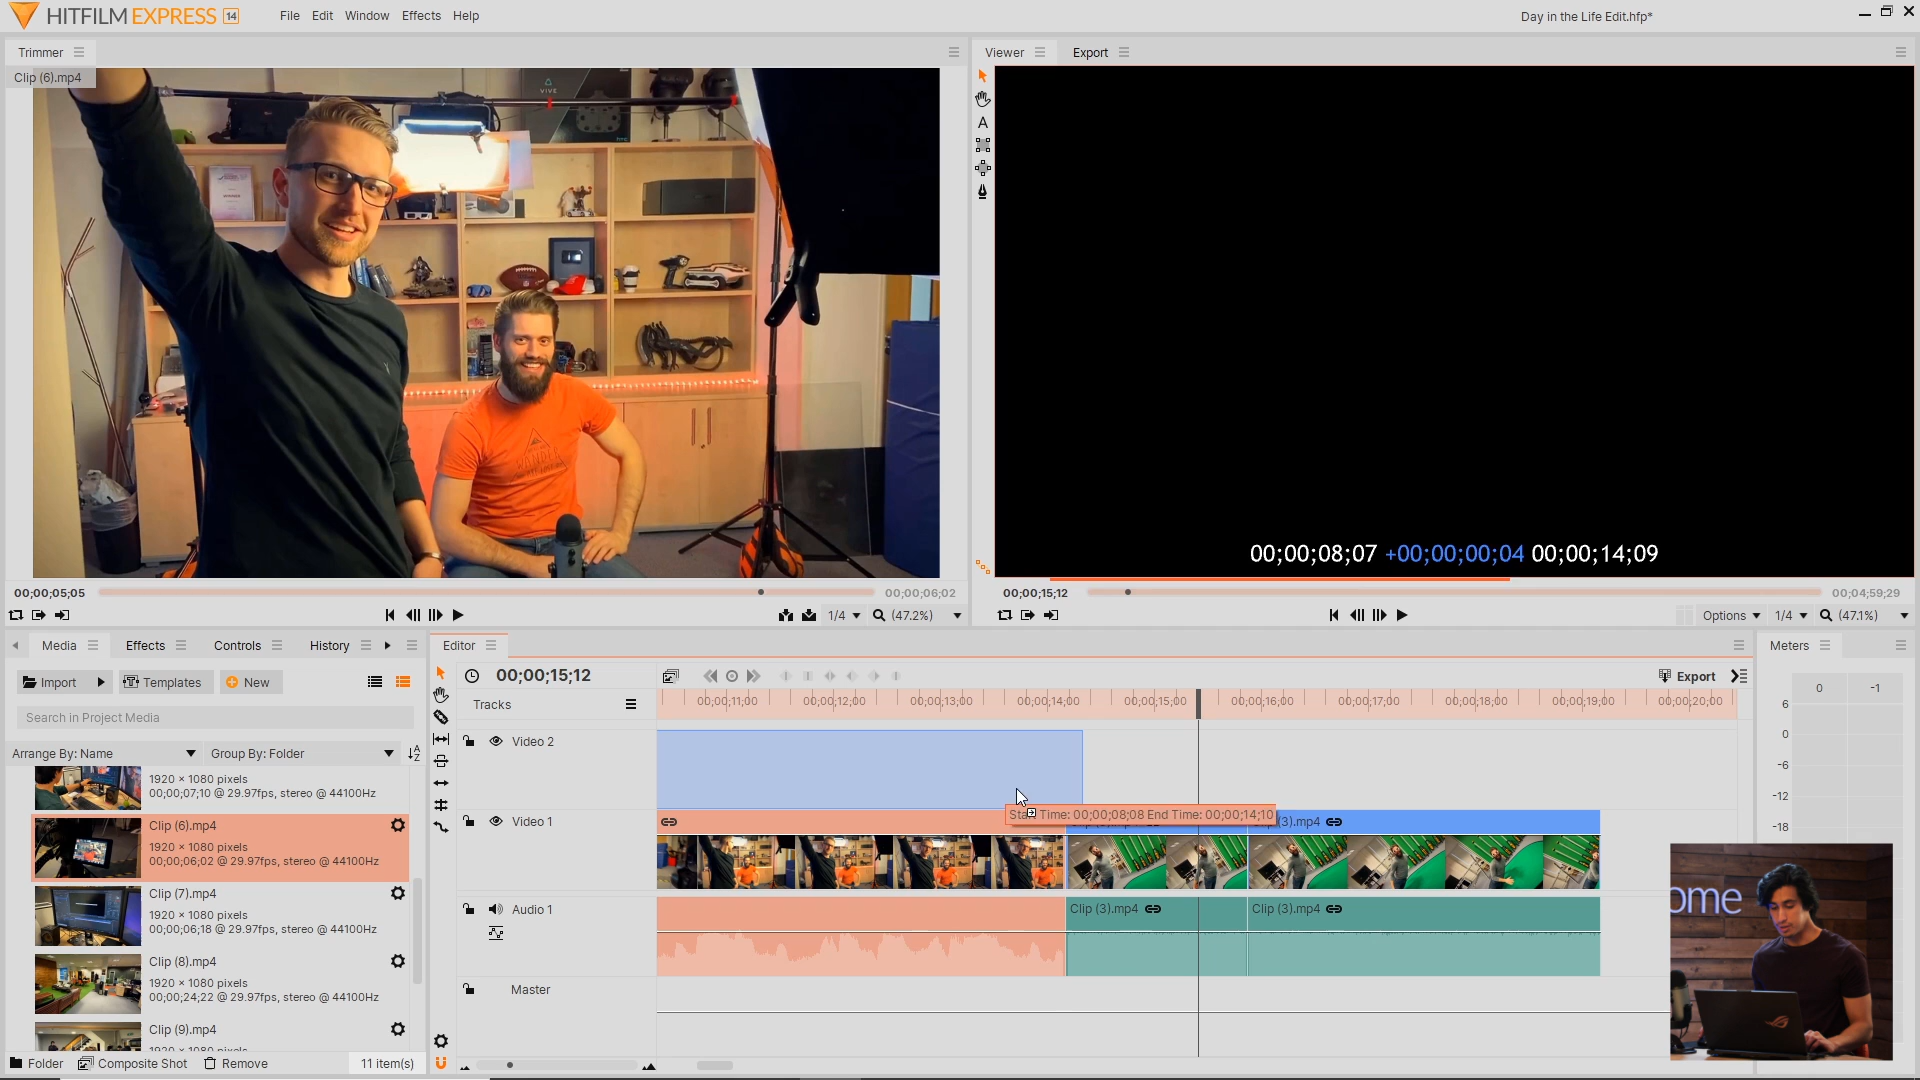 HITFILM EXPRESS 14
File Edit Window Effects Help
Day in the Life Edit.hfp*
Trimmer
Viewer
Export
Clip (6).mp4
VIVE
A
WANDER
00;00;08;07 +00;00;00;04 00;00;14;09
00;00;05;05
00;00;06;02
00;00;15;12
00;04;59;29
1/4
(47.2%)
Options
1/4
(47.1%)
Media
Effects
Controls
History
Editor
Meters
Import
Templates
New
00;00;15;12
Export
0 -1
Search in Project Media
Tracks
00;00;11;00 00;00;12;00 00;00;13;00 00;00;14;00 00;00;15;00 00;00;16;00 00;00;17;00 00;00;18;00 00;00;19;00 00;00;20;00
6
0
-6
-12
-18
Arrange By: Name
Group By: Folder
Video 2
1920 × 1080 pixels
00;00;07;10 @ 29.97fps, stereo @ 44100Hz
Clip (6).mp4
1920 × 1080 pixels
00;00;06;02 @ 29.97fps, stereo @ 44100Hz
Clip (7).mp4
1920 × 1080 pixels
00;00;06;18 @ 29.97fps, stereo @ 44100Hz
Clip (8).mp4
1920 × 1080 pixels
00;00;24;22 @ 29.97fps, stereo @ 44100Hz
Clip (9).mp4
Time: 00;00;08;08 End Time: 00;00;14;10
Video 1
(3).mp4
Audio 1
Clip (3).mp4
Clip (3).mp4
Master
ome
Folder
Composite Shot
Remove
11 item(s)